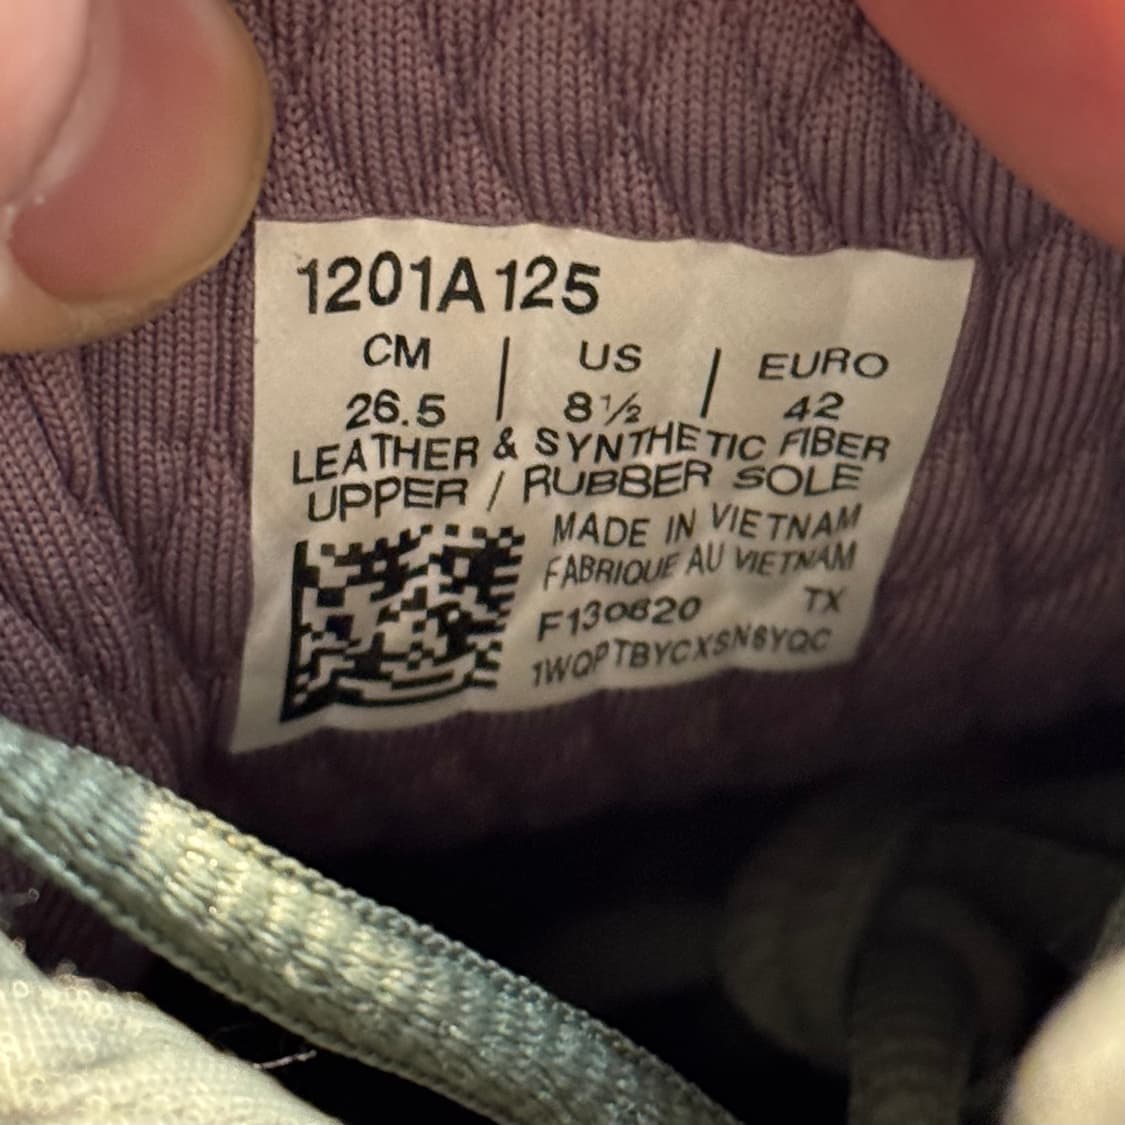 1201A125
CM | US | EURO
26.5 | 8½ | 42
LEATHER & SYNTHETIC FIBER
UPPER / RUBBER SOLE
MADE IN VIETNAM
FABRIQUE AU VIETNAM
F130620 TX
1WQPTBYCXSN8YQC